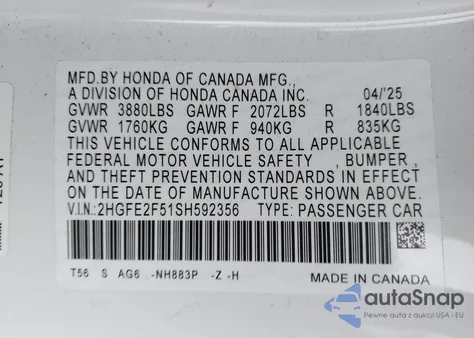 MFD.BY HONDA OF CANADA MFG.,
A DIVISION OF HONDA CANADA INC. 04/'25
GVWR 3880LBS GAWR F 2072LBS R 1840LBS
GVWR 1760KG GAWR F 940KG R 835KG
THIS VEHICLE CONFORMS TO ALL APPLICABLE
FEDERAL MOTOR VEHICLE SAFETY , BUMPER ,
AND THEFT PREVENTION STANDARDS IN EFFECT
ON THE DATE OF MANUFACTURE SHOWN ABOVE.
V.I.N.:2HGFE2F51SH592356 TYPE: PASSENGER CAR
T56 S AG6 -NH883P -Z -H
MADE IN CANADA
autoSnap
Pewne auta z aukcji USA i EU